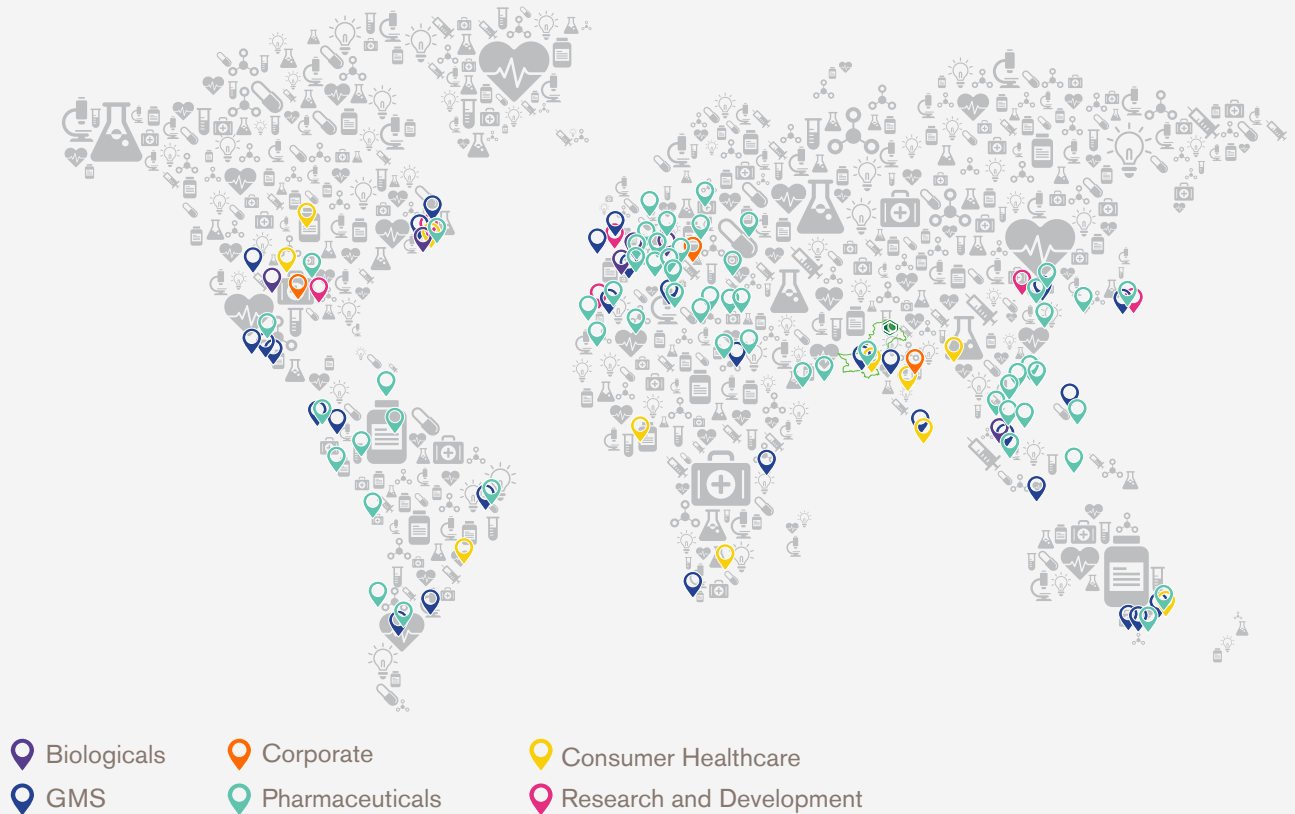 Biologicals
Corporate
Consumer Healthcare
GMS
Pharmaceuticals
Research and Development